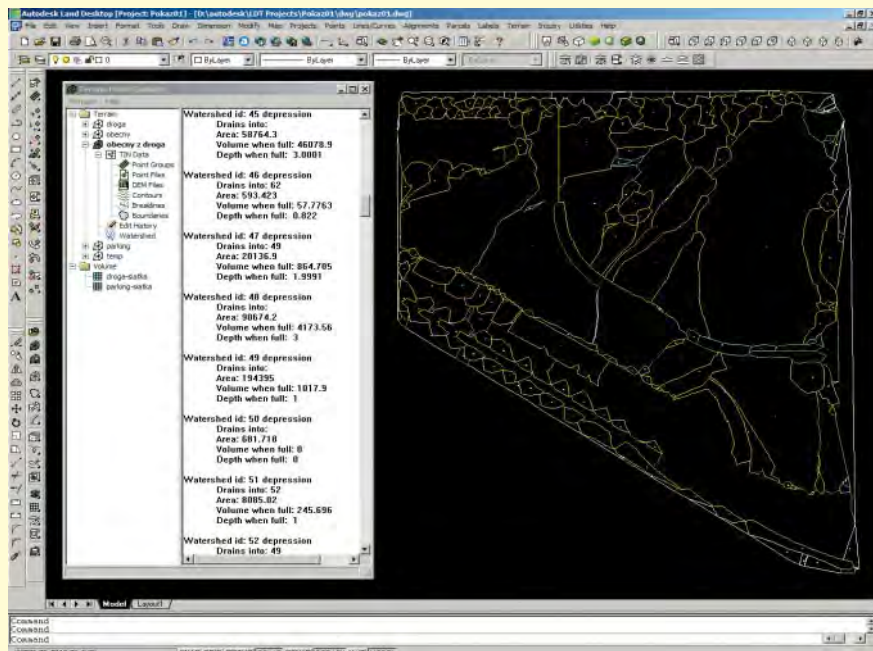 Autodesk Land Desktop [Project: Pokaz01] - [D:\autodesk\LDT Projects\Pokaz01\dwg\pokaz01.dwg]
File Edit View Insert Format Tools Draw Dimension Modify Map Projects Points Lines/Curves Alignments Parcels Labels Terrain Inquiry Utilities Help
0
ByLayer
ByLayer
ByLayer
ByColor
Terrain Model Explorer
Manager Help
Terrain
droga
obecny
obecny z droga
TIN Data
Point Groups
Point Files
DEM Files
Contours
Breaklines
Boundaries
Edit History
Watershed
parking
temp
Volume
droga-siatka
parking-siatka
Watershed id: 45 depression
Drains into:
Area: 58764.3
Volume when full: 46078.9
Depth when full: 3.0001
Watershed id: 46 depression
Drains into: 62
Area: 593.423
Volume when full: 57.7763
Depth when full: 0.822
Watershed id: 47 depression
Drains into: 49
Area: 20136.9
Volume when full: 864.705
Depth when full: 1.9991
Watershed id: 48 depression
Drains into:
Area: 90674.2
Volume when full: 4173.56
Depth when full: 3
Watershed id: 49 depression
Drains into:
Area: 194395
Volume when full: 1017.9
Depth when full: 1
Watershed id: 50 depression
Drains into:
Area: 681.718
Volume when full: 0
Depth when full: 0
Watershed id: 51 depression
Drains into: 52
Area: 8085.02
Volume when full: 245.696
Depth when full: 1
Watershed id: 52 depression
Drains into: 49
Model Layout1
Command
Command
Command